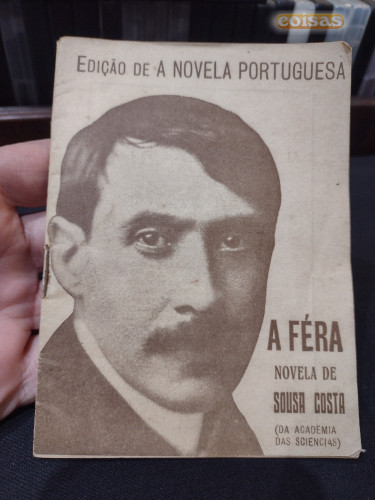 coisas
EDIÇÃO DE A NOVELA PORTUGUESA
A FÉRA
NOVELA DE
SOUSA COSTA
(DA ACADEMIA
DAS SCIENCIAS)